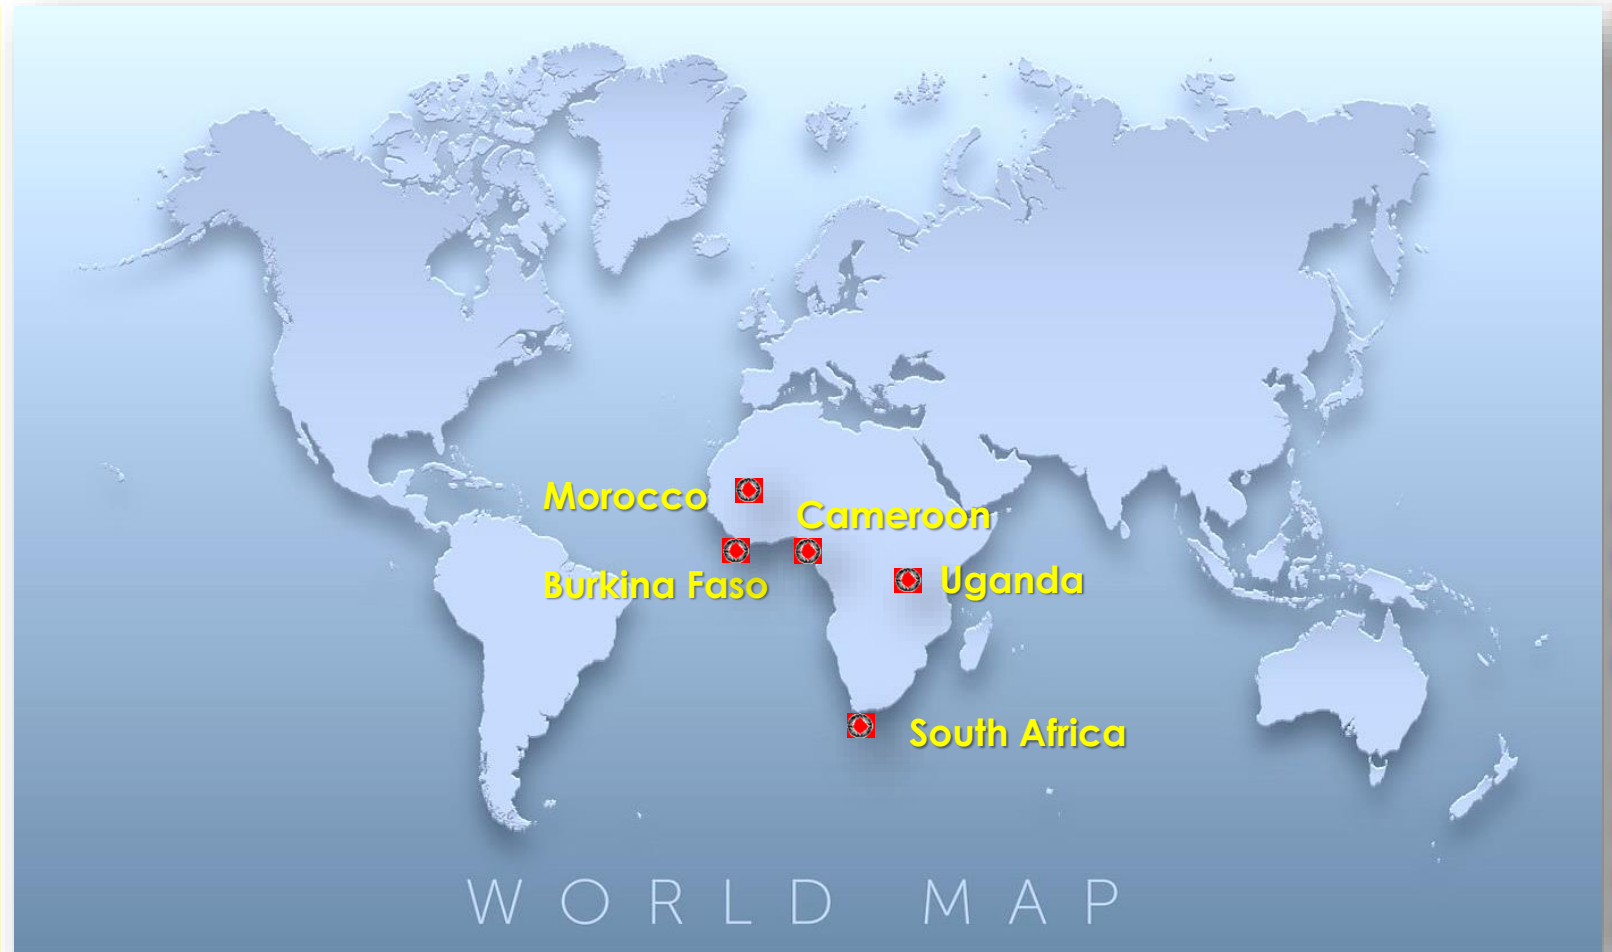 Morocco
Cameroon
Burkina Faso
Uganda
South Africa
WORLD MAP